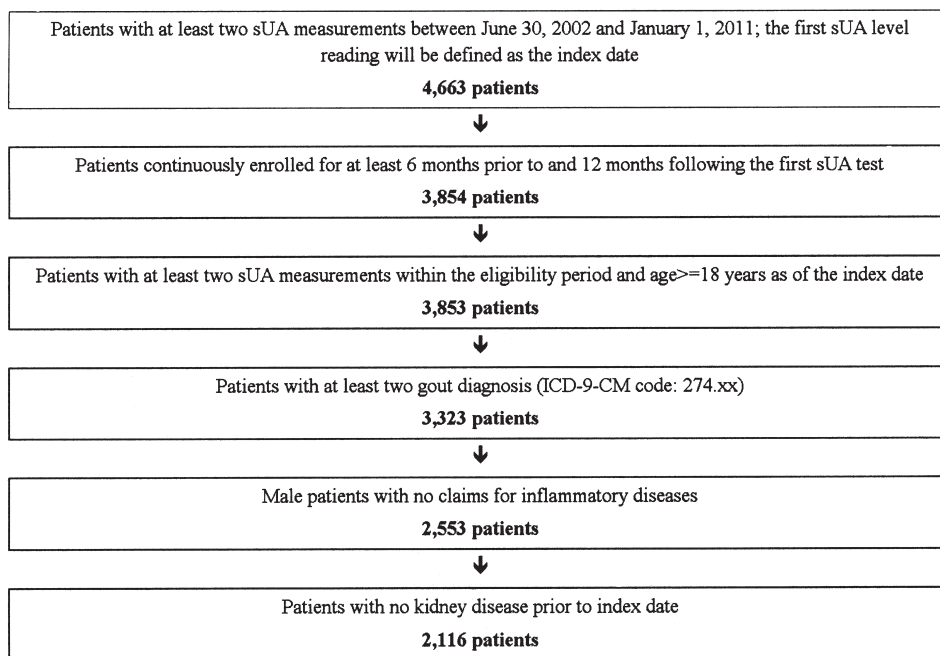 Patients with at least two sUA measurements between June 30, 2002 and January 1, 2011; the first sUA level
reading will be defined as the index date
4,663 patients
Patients continuously enrolled for at least 6 months prior to and 12 months following the first sUA test
3,854 patients
Patients with at least two sUA measurements within the eligibility period and age>=18 years as of the index date
3,853 patients
Patients with at least two gout diagnosis (ICD-9-CM code: 274.xx)
3,323 patients
Male patients with no claims for inflammatory diseases
2,553 patients
Patients with no kidney disease prior to index date
2,116 patients